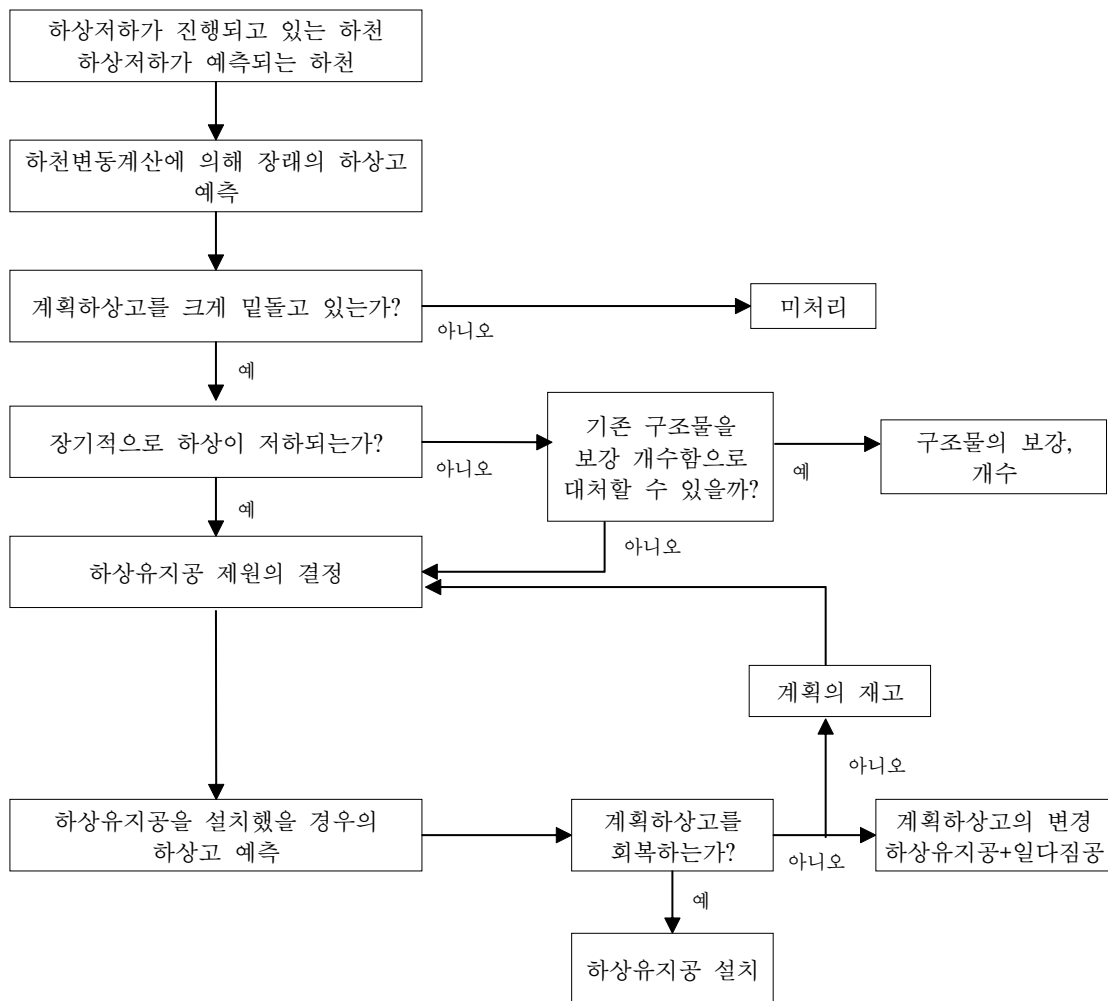 하상저하가 진행되고 있는 하천
하상저하가 예측되는 하천
하천변동계산에 의해 장래의 하상고
예측
계획하상고를 크게 밑돌고 있는가?
아니오
미처리
예
장기적으로 하상이 저하되는가?
아니오
기존 구조물을
보강 개수함으로
대처할 수 있을까?
예
구조물의 보강,
개수
예
아니오
하상유지공 제원의 결정
계획의 재고
아니오
하상유지공을 설치했을 경우의
하상고 예측
계획하상고를
회복하는가?
아니오
계획하상고의 변경
하상유지공+일다짐공
예
하상유지공 설치